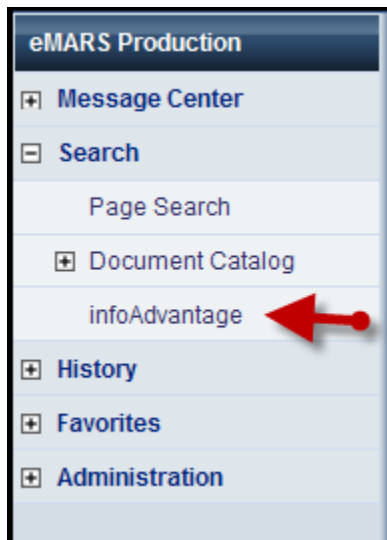 eMARS Production
Message Center
Search
Page Search
Document Catalog
infoAdvantage
History
Favorites
Administration